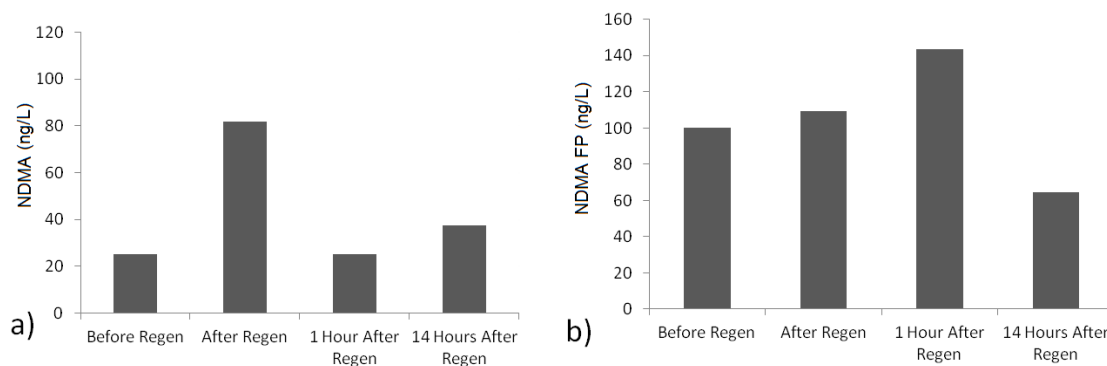 120
100
80
60
40
20
0
NDMA (ng/L)
Before Regen
After Regen
1 Hour After
Regen
14 Hours After
Regen
a)
160
140
120
100
80
60
40
20
0
NDMA FP (ng/L)
Before Regen
After Regen
1 Hour After
Regen
14 Hours After
Regen
b)